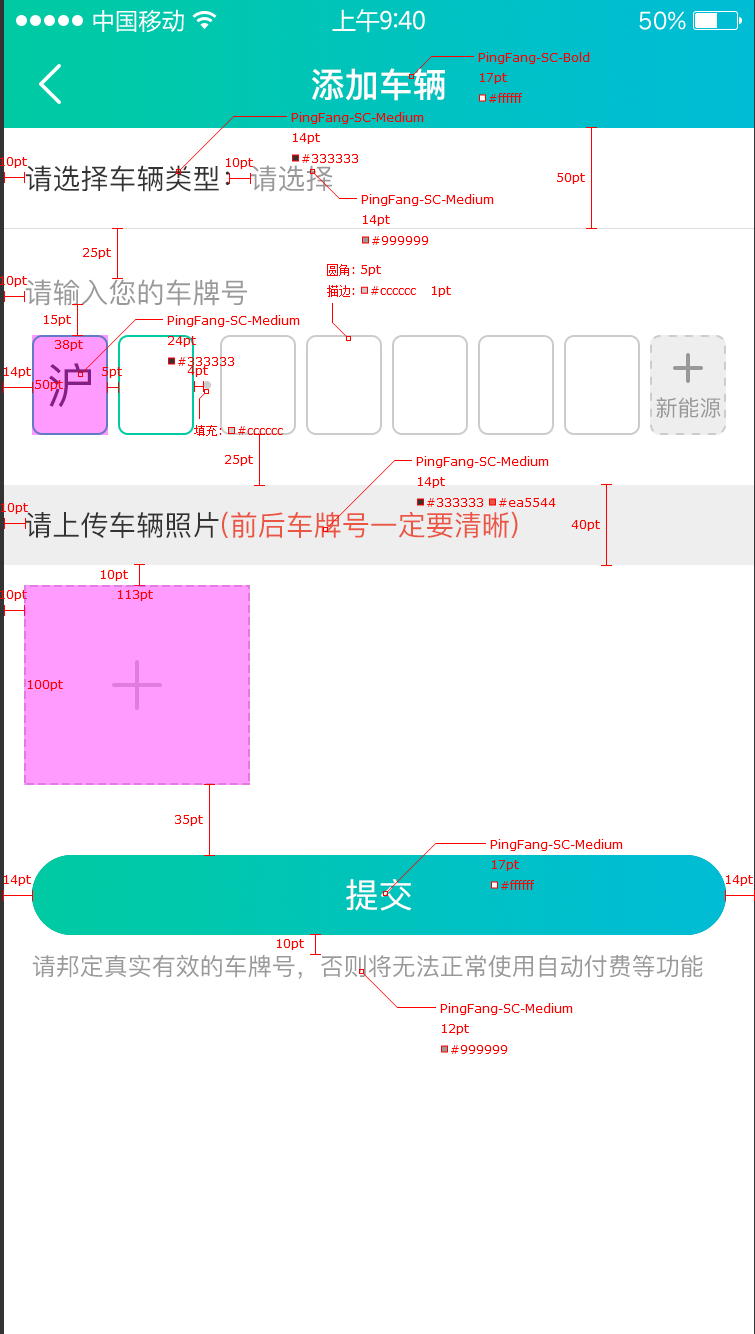 中国移动 上午9:40 50%
PingFang-SC-Bold
添加车辆 17pt
#ffffff
PingFang-SC-Medium
14pt
#333333
10pt 10pt
请选择车辆类型： 请选择 50pt
PingFang-SC-Medium
14pt
#999999
25pt
圆角：5pt
10pt
请输入您的车牌号 描边：#cccccc 1pt
15pt PingFang-SC-Medium
38pt 24pt
#333333
14pt 50pt 沪 5pt 4pt
新能源
填充：#cccccc
25pt PingFang-SC-Medium
14pt
#333333 #ea5544
10pt
请上传车辆照片(前后车牌号一定要清晰) 40pt
10pt
10pt 113pt
100pt
35pt
PingFang-SC-Medium
17pt
14pt 14pt
#ffffff
提交
10pt
请邦定真实有效的车牌号，否则将无法正常使用自动付费等功能
PingFang-SC-Medium
12pt
#999999